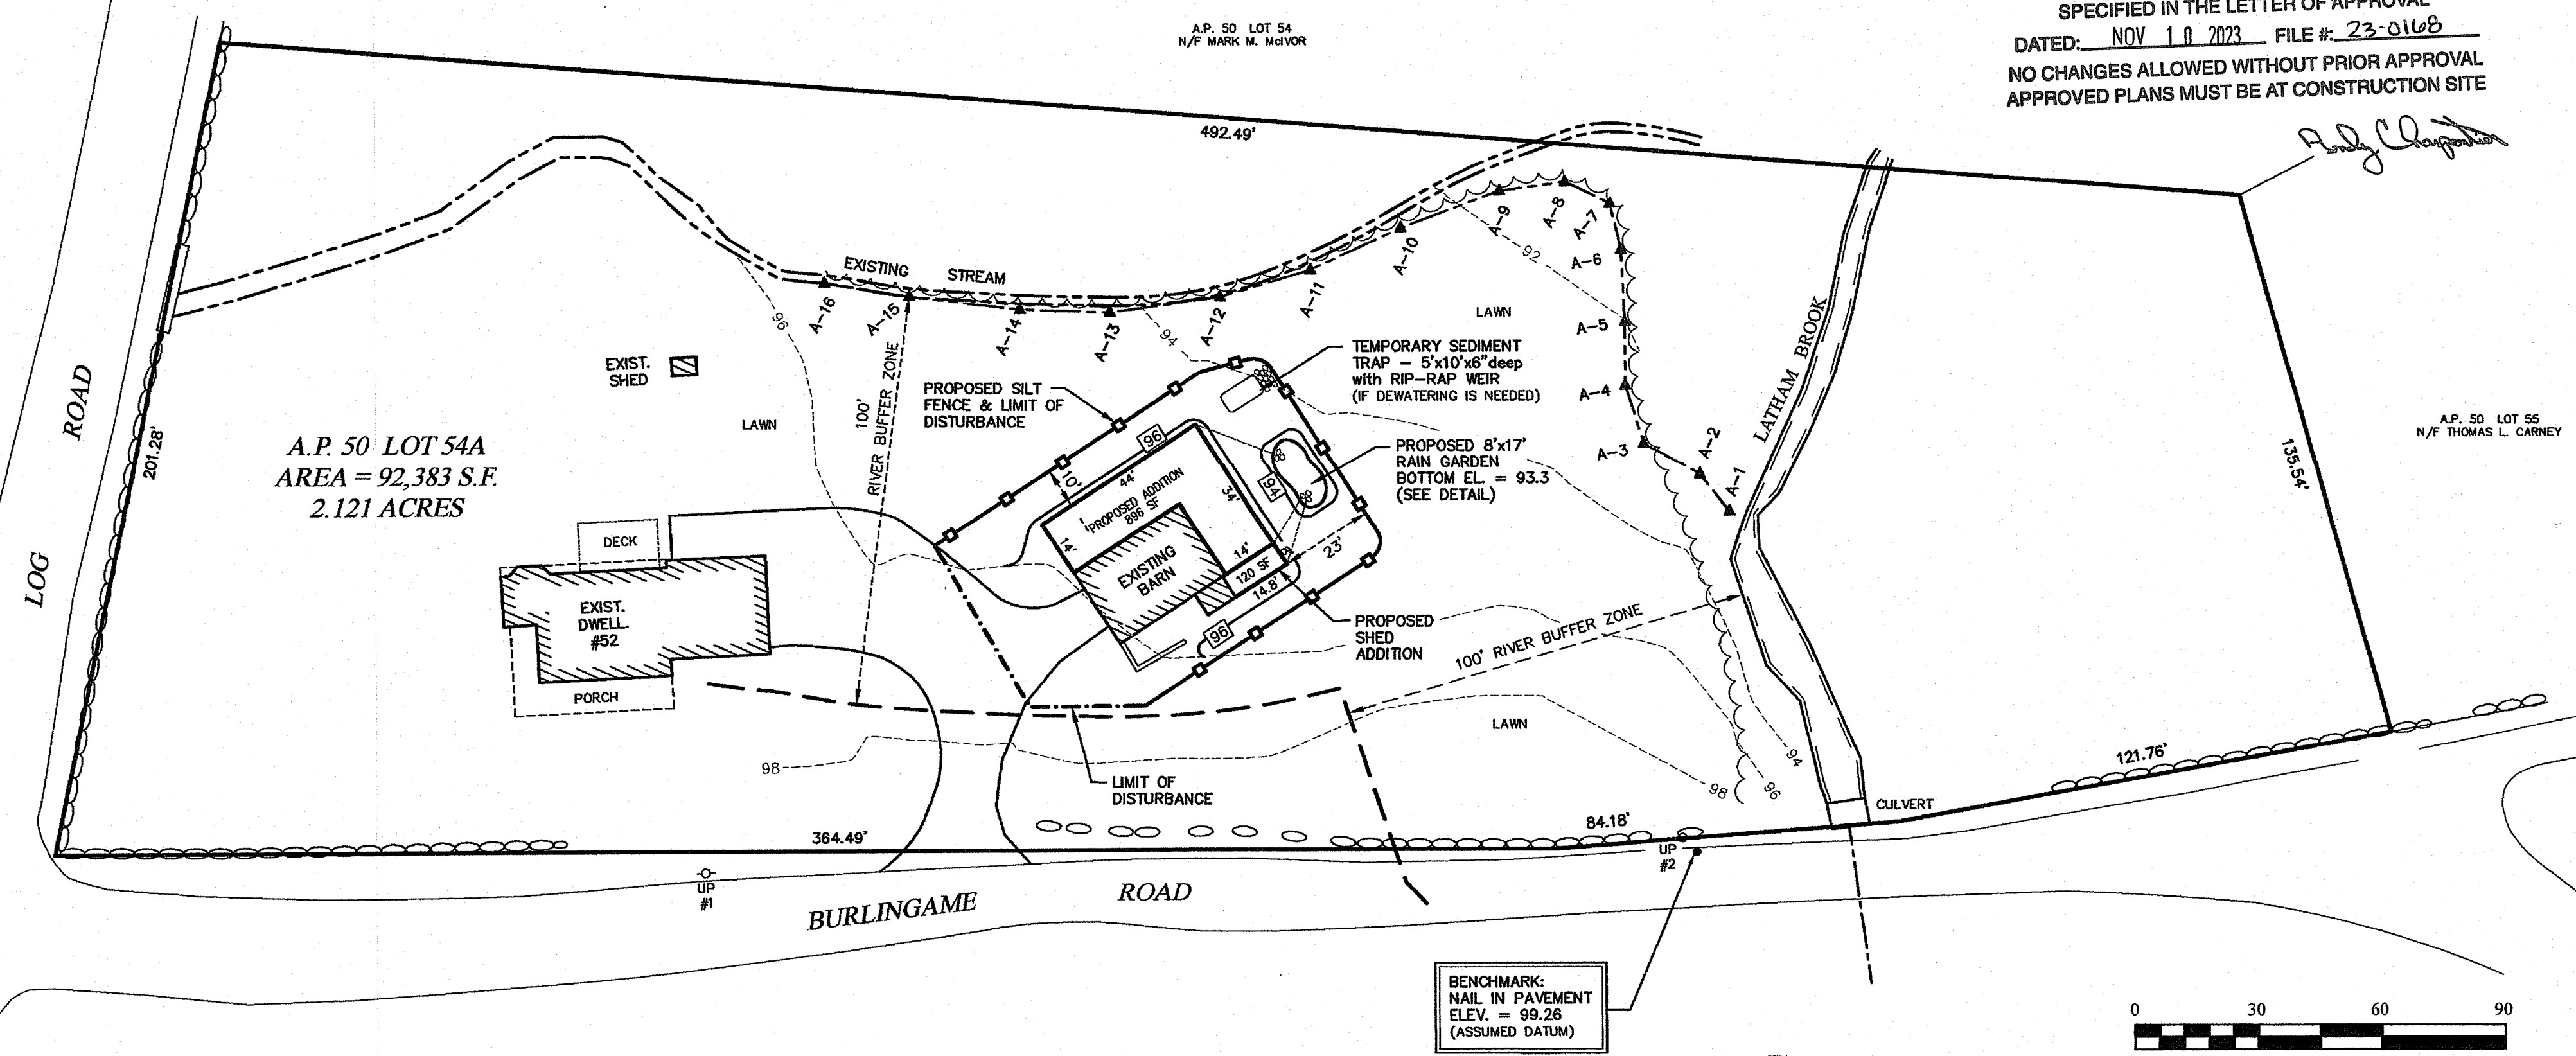 A.P. 50 LOT 54
N/F MARK M. McIVOR
SPECIFIED IN THE LETTER OF APPROVAL
DATED: NOV 10 2023 FILE #: 23-0168
NO CHANGES ALLOWED WITHOUT PRIOR APPROVAL
APPROVED PLANS MUST BE AT CONSTRUCTION SITE
492.49'
EXISTING STREAM
A-16
A-15
A-14
A-13
A-12
A-11
A-10
A-9
A-8
A-7
A-6
A-5
A-4
A-3
A-2
A-1
92
94
96
LAWN
LATHAM BROOK
EXIST.
SHED
LAWN
100'
RIVER BUFFER ZONE
PROPOSED SILT
FENCE & LIMIT OF
DISTURBANCE
TEMPORARY SEDIMENT
TRAP – 5'x10'x6"deep
with RIP-RAP WEIR
(IF DEWATERING IS NEEDED)
PROPOSED 8'x17'
RAIN GARDEN
BOTTOM EL. = 93.3
(SEE DETAIL)
A.P. 50 LOT 55
N/F THOMAS L. CARNEY
135.54'
LOG ROAD
201.28'
A.P. 50 LOT 54A
AREA = 92,383 S.F.
2.121 ACRES
96
10'
44'
34'
94
PROPOSED ADDITION
896 SF
14'
EXISTING
BARN
14'
120 SF
14.8'
23'
96
DECK
EXIST.
DWELL.
#52
PORCH
PROPOSED
SHED
ADDITION
100' RIVER BUFFER ZONE
LAWN
98
98
96
94
LIMIT OF
DISTURBANCE
CULVERT
121.76'
84.18'
364.49'
UP
#1
UP
#2
BURLINGAME ROAD
BENCHMARK:
NAIL IN PAVEMENT
ELEV. = 99.26
(ASSUMED DATUM)
0 30 60 90